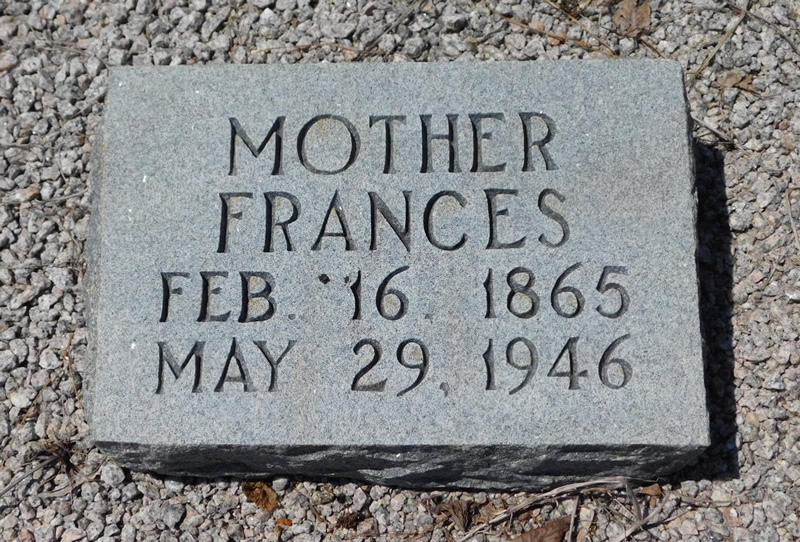 MOTHER
FRANCES
FEB. 16, 1865
MAY 29, 1946